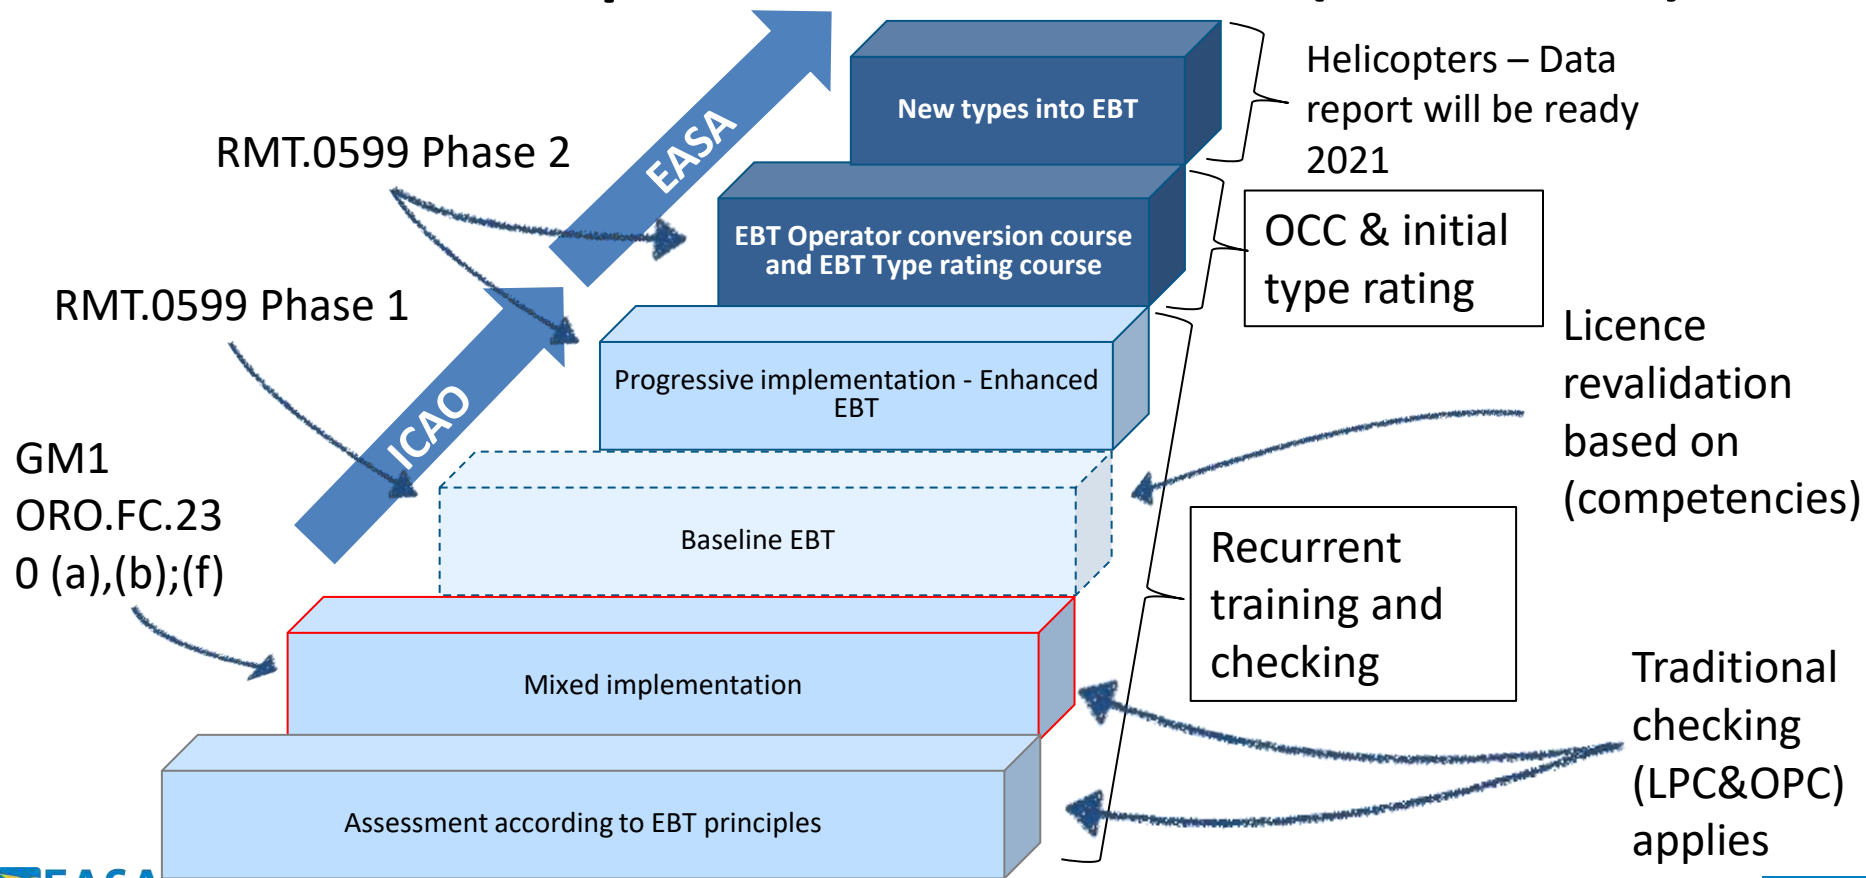 Helicopters – Data
report will be ready
2021
New types into EBT
EASA
RMT.0599 Phase 2
OCC & initial
type rating
EBT Operator conversion course
and EBT Type rating course
RMT.0599 Phase 1
Licence
revalidation
based on
(competencies)
Progressive implementation - Enhanced
EBT
ICAO
GM1
ORO.FC.23
0 (a),(b);(f)
Baseline EBT
Recurrent
training and
checking
Mixed implementation
Traditional
checking
(LPC&OPC)
applies
Assessment according to EBT principles
EASA